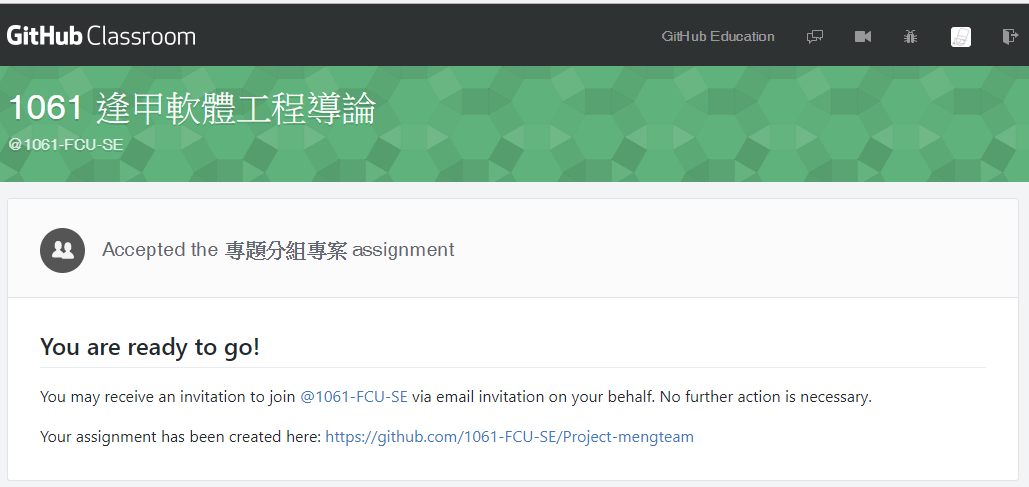 GitHub Classroom
GitHub Education
1061 逢甲軟體工程導論
@1061-FCU-SE
Accepted the 專題分組專案 assignment
You are ready to go!
You may receive an invitation to join @1061-FCU-SE via email invitation on your behalf. No further action is necessary.
Your assignment has been created here: https://github.com/1061-FCU-SE/Project-mengteam